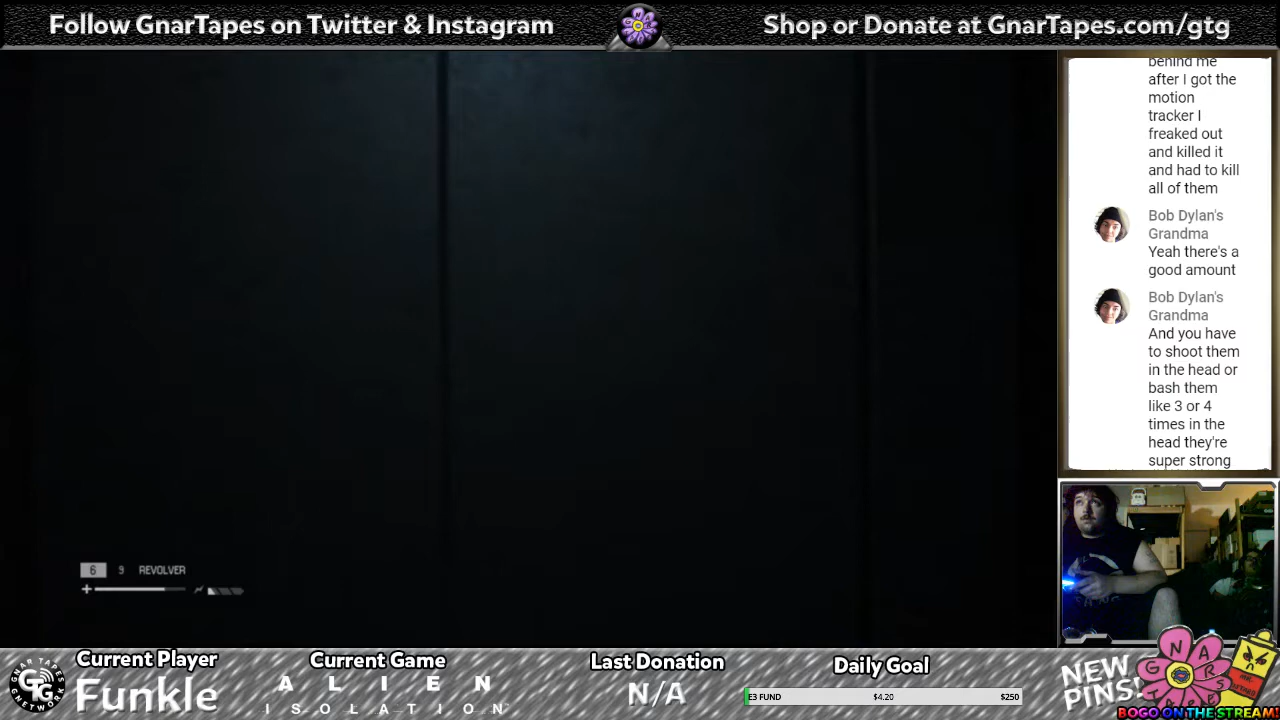 Follow GnarTapes on Twitter & Instagram
Shop or Donate at GnarTapes.com/gtg
behind me
after I got the
motion
tracker I
freaked out
and killed it
and had to kill
all of them
Bob Dylan's
Grandma
Yeah there's a
good amount
Bob Dylan's
Grandma
And you have
to shoot them
in the head or
bash them
like 3 or 4
times in the
head they're
super strong
6 9 REVOLVER
GNAR TAPES
GTG
GNETWORK
Current Player
Funkle
Current Game
ALIEN
ISOLATION
Last Donation
N/A
Daily Goal
E3 FUND $4.20 $250
NEW
PINS!
BOGO ON THE STREAM!